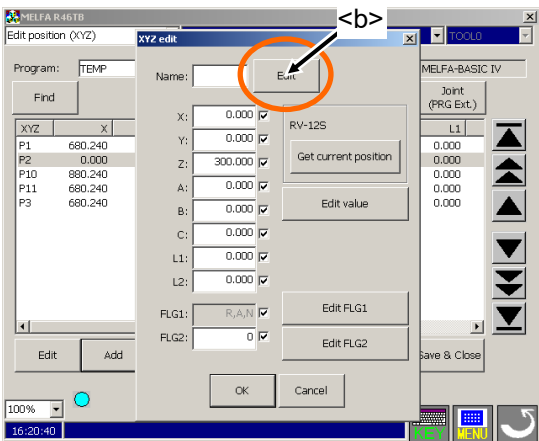 MELFA R46TB
<b>
Edit position (XYZ)
TOOL0
XYZ edit
Program: TEMP
MELFA-BASIC IV
Name:
Edit
Find
Joint
(PRG Ext.)
XYZ X L1
P1 680.240 0.000
P2 0.000 0.000
P10 880.240 0.000
P11 680.240 0.000
P3 680.240 0.000
X: 0.000
Y: 0.000
Z: 300.000
A: 0.000
B: 0.000
C: 0.000
L1: 0.000
L2: 0.000
FLG1: R,A,N
FLG2: 0
RV-12S
Get current position
Edit value
Edit FLG1
Edit FLG2
OK
Cancel
Edit
Add
Save & Close
100%
16:20:40
KEY
MENU